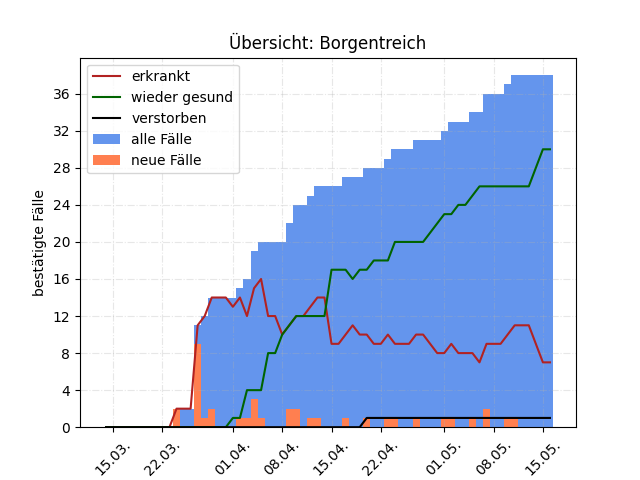 Übersicht: Borgentreich
erkrankt
wieder gesund
verstorben
alle Fälle
neue Fälle
bestätigte Fälle
36
32
28
24
20
16
12
8
4
0
15.03.
22.03.
01.04.
08.04.
15.04.
22.04.
01.05.
08.05.
15.05.